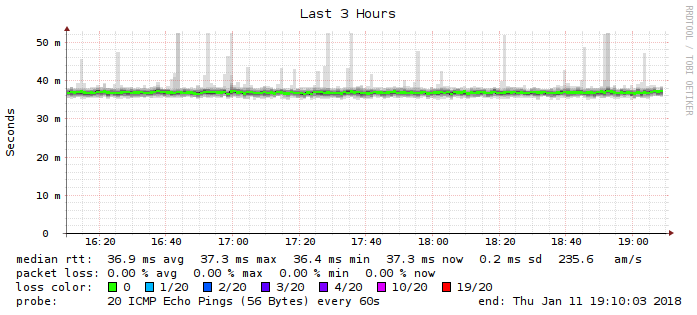 Last 3 Hours
RRDTOOL / TOBI OETIKER
Seconds
50 m
40 m
30 m
20 m
10 m
0
16:20 16:40 17:00 17:20 17:40 18:00 18:20 18:40 19:00
median rtt: 36.9 ms avg 37.3 ms max 36.4 ms min 37.3 ms now 0.2 ms sd 235.6 am/s
packet loss: 0.00 % avg 0.00 % max 0.00 % min 0.00 % now
loss color: 0 1/20 2/20 3/20 4/20 10/20 19/20
probe: 20 ICMP Echo Pings (56 Bytes) every 60s end: Thu Jan 11 19:10:03 2018